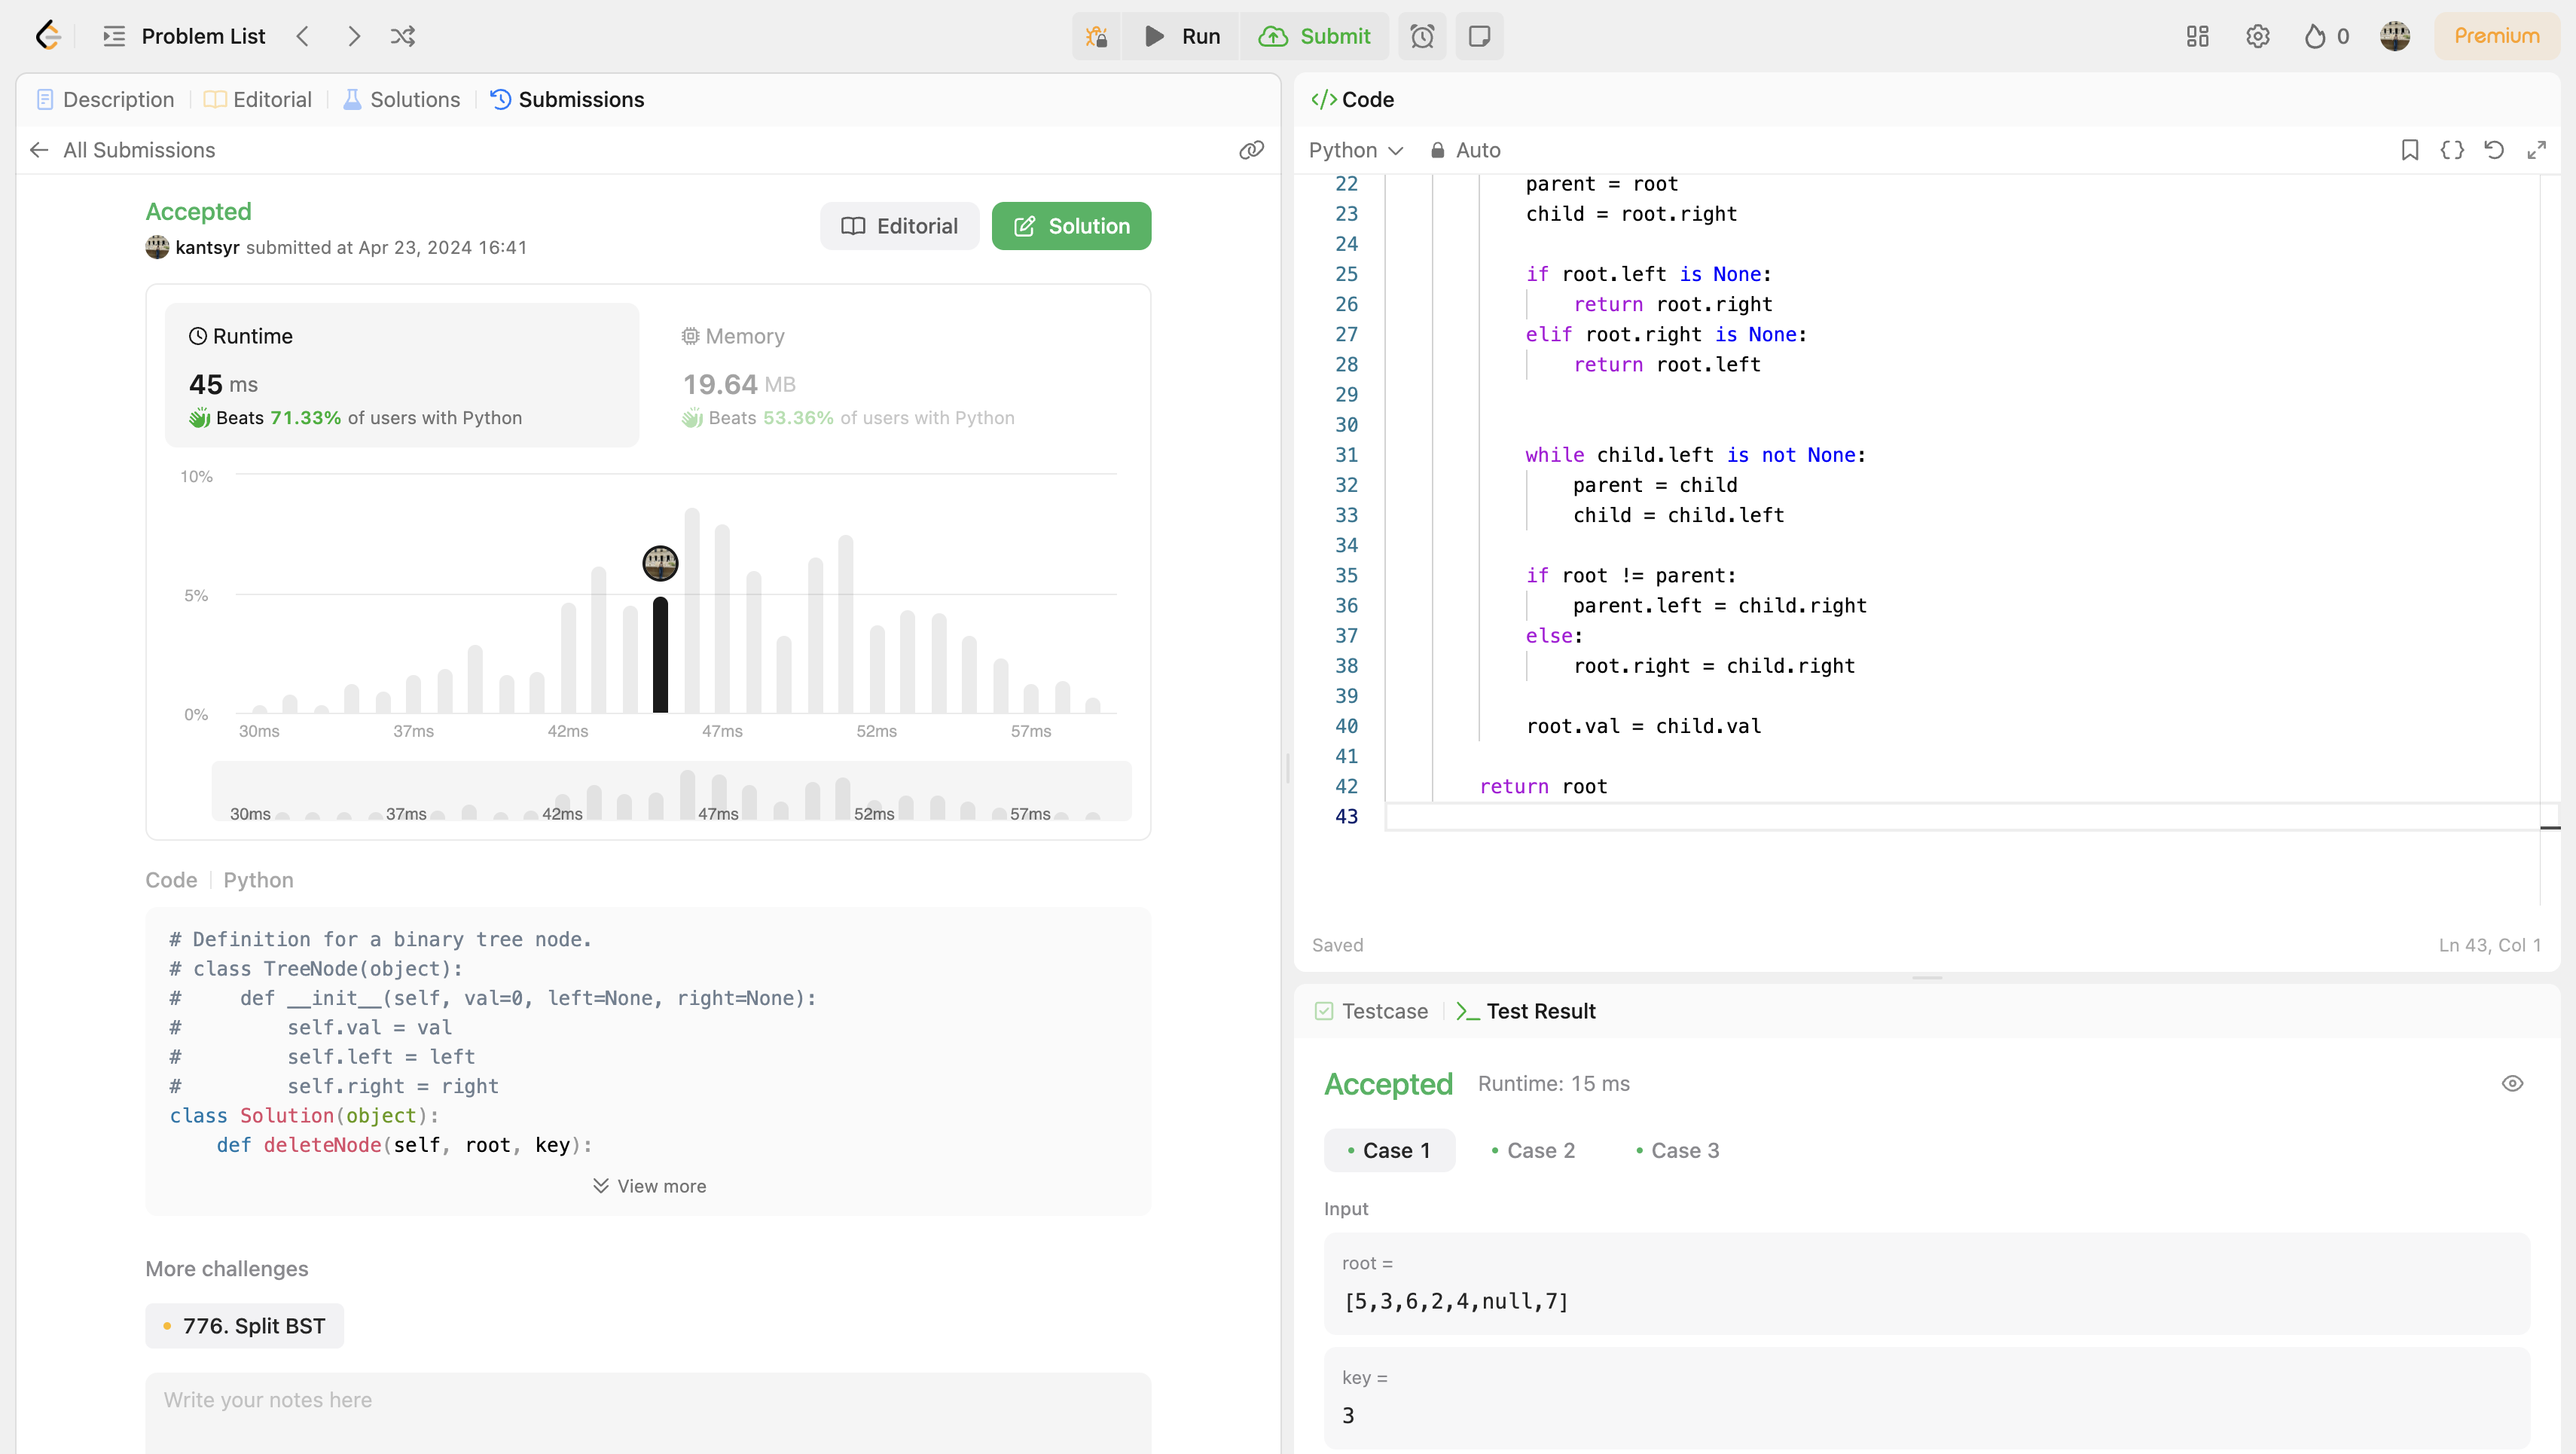 Problem List
Run
Submit
0
Premium
Description
Editorial
Solutions
Submissions
All Submissions
Accepted
kantsyr submitted at Apr 23, 2024 16:41
Editorial
Solution
Runtime
45 ms
Beats 71.33% of users with Python
Memory
19.64 MB
Beats 53.36% of users with Python
10%
5%
0%
30ms 37ms 42ms 47ms 52ms 57ms
30ms 37ms 42ms 47ms 52ms 57ms
Code
Python
# Definition for a binary tree node.
# class TreeNode(object):
#     def __init__(self, val=0, left=None, right=None):
#         self.val = val
#         self.left = left
#         self.right = right
class Solution(object):
    def deleteNode(self, root, key):
View more
More challenges
776. Split BST
Write your notes here
</> Code
Python
Auto
22 parent = root
23 child = root.right
24
25 if root.left is None:
26     return root.right
27 elif root.right is None:
28     return root.left
29
30
31 while child.left is not None:
32     parent = child
33     child = child.left
34
35 if root != parent:
36     parent.left = child.right
37 else:
38     root.right = child.right
39
40 root.val = child.val
41
42 return root
43
Saved
Ln 43, Col 1
Testcase
Test Result
Accepted
Runtime: 15 ms
Case 1
Case 2
Case 3
Input
root =
[5,3,6,2,4,null,7]
key =
3